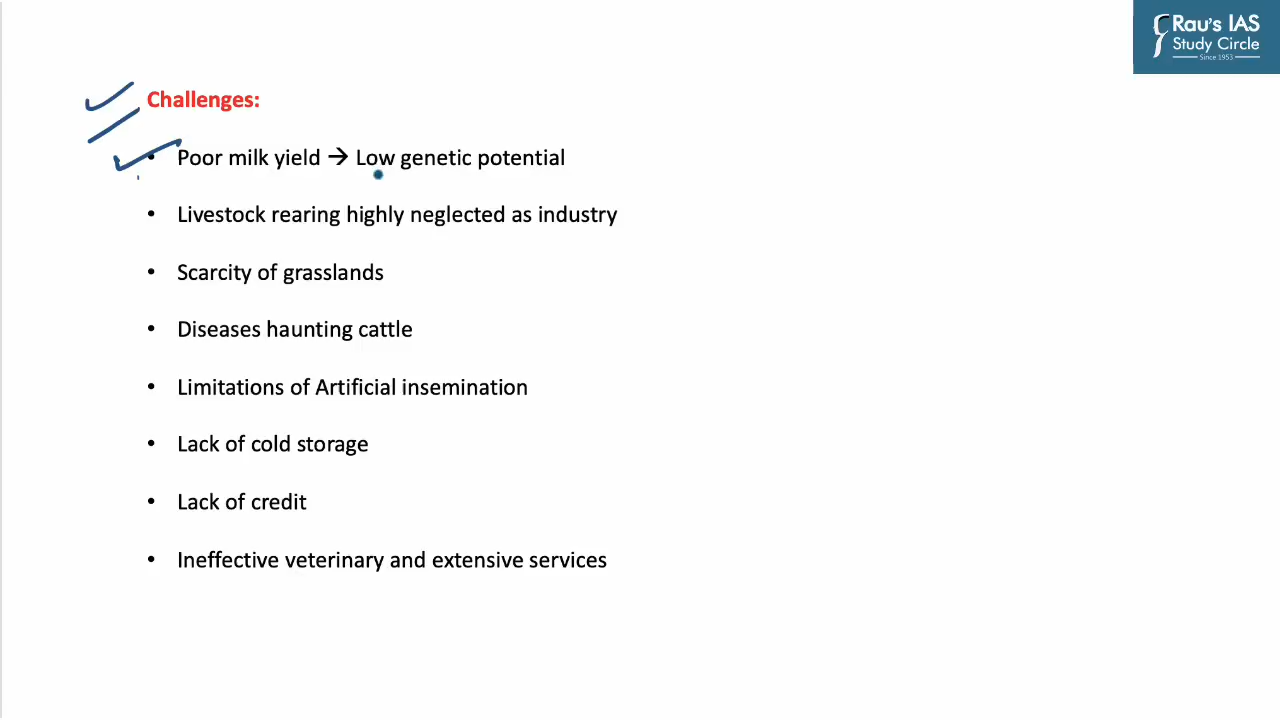 Rau's IAS
Study Circle
Since 1953
Challenges:
• Poor milk yield → Low genetic potential
• Livestock rearing highly neglected as industry
• Scarcity of grasslands
• Diseases haunting cattle
• Limitations of Artificial insemination
• Lack of cold storage
• Lack of credit
• Ineffective veterinary and extensive services